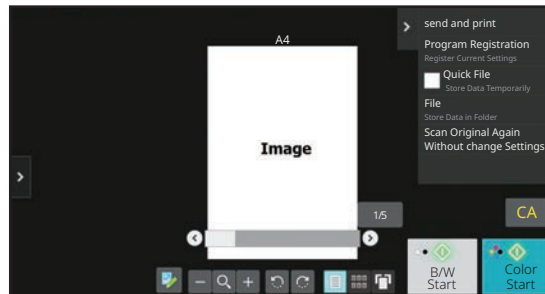 A4
Image
1/5
send and print
Program Registration
Register Current Settings
Quick File
Store Data Temporarily
File
Store Data in Folder
Scan Original Again
Without change Settings
CA
B/W
Start
Color
Start